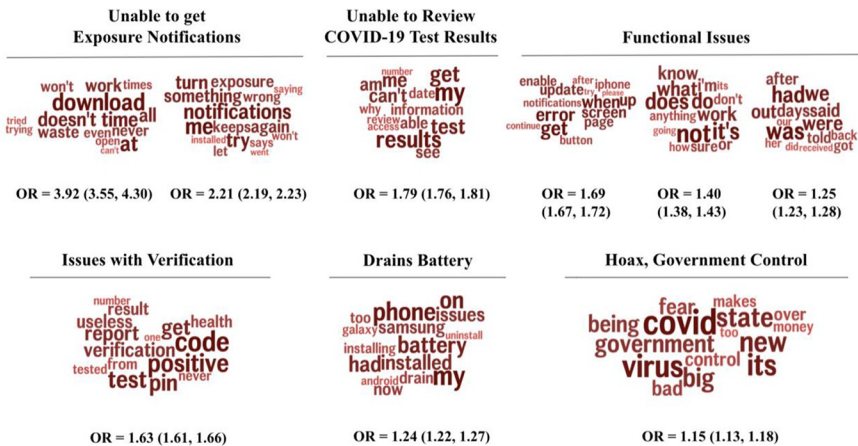 Unable to get
Exposure Notifications
Unable to Review
COVID-19 Test Results
Functional Issues
won't work times
download
doesn't time all
tried
trying waste even never
open at
can't
turn exposure
saying
something wrong
notifications
me keeps again
installed try says won't
let went
number
am me get
can't date my
why information
review able test
access
results
see
enable after iphone
update try please
notifications when up
error screen
continue get page
button
know
what i'm its
does do don't
anything work
going not it's
how sure or
after
had we
out days said
our
was were
told back
her did received got
OR = 3.92 (3.55, 4.30)
OR = 2.21 (2.19, 2.23)
OR = 1.79 (1.76, 1.81)
OR = 1.69
(1.67, 1.72)
OR = 1.40
(1.38, 1.43)
OR = 1.25
(1.23, 1.28)
Issues with Verification
Drains Battery
Hoax, Government Control
number
result
useless get health
report one code
verification
tested from positive
test pin never
on
too phone issues
galaxy samsung
uninstall
installing battery
had installed
android drain my
now
fear makes
being covid state over
too money
government new
virus control its
bad big
OR = 1.63 (1.61, 1.66)
OR = 1.24 (1.22, 1.27)
OR = 1.15 (1.13, 1.18)